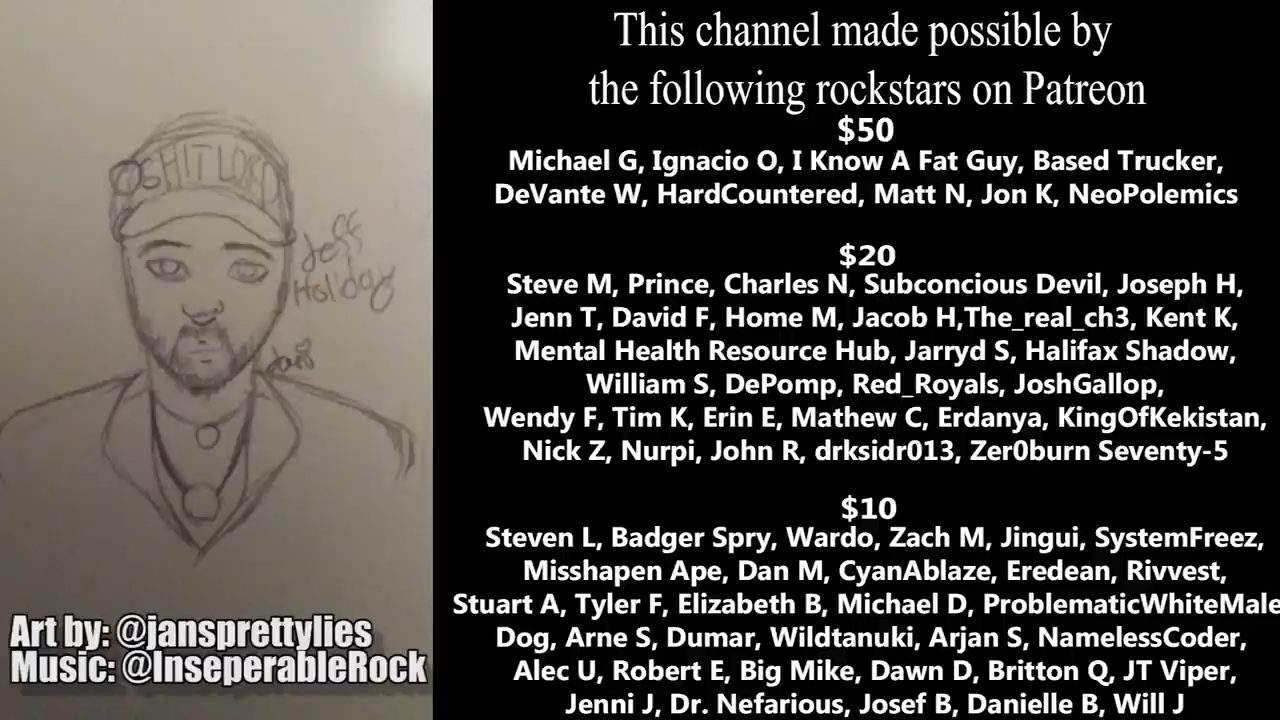 SHITLORD
Jeff
Holiday
Art by: @jansprettylies
Music: @InseperableRock
This channel made possible by
the following rockstars on Patreon
$50
Michael G, Ignacio O, I Know A Fat Guy, Based Trucker,
DeVante W, HardCountered, Matt N, Jon K, NeoPolemics
$20
Steve M, Prince, Charles N, Subconcious Devil, Joseph H,
Jenn T, David F, Home M, Jacob H,The_real_ch3, Kent K,
Mental Health Resource Hub, Jarryd S, Halifax Shadow,
William S, DePomp, Red_Royals, JoshGallop,
Wendy F, Tim K, Erin E, Mathew C, Erdanya, KingOfKekistan,
Nick Z, Nurpi, John R, drksidr013, Zer0burn Seventy-5
$10
Steven L, Badger Spry, Wardo, Zach M, Jingui, SystemFreez,
Misshapen Ape, Dan M, CyanAblaze, Eredean, Rivvest,
Stuart A, Tyler F, Elizabeth B, Michael D, ProblematicWhiteMale
Dog, Arne S, Dumar, Wildtanuki, Arjan S, NamelessCoder,
Alec U, Robert E, Big Mike, Dawn D, Britton Q, JT Viper,
Jenni J, Dr. Nefarious, Josef B, Danielle B, Will J